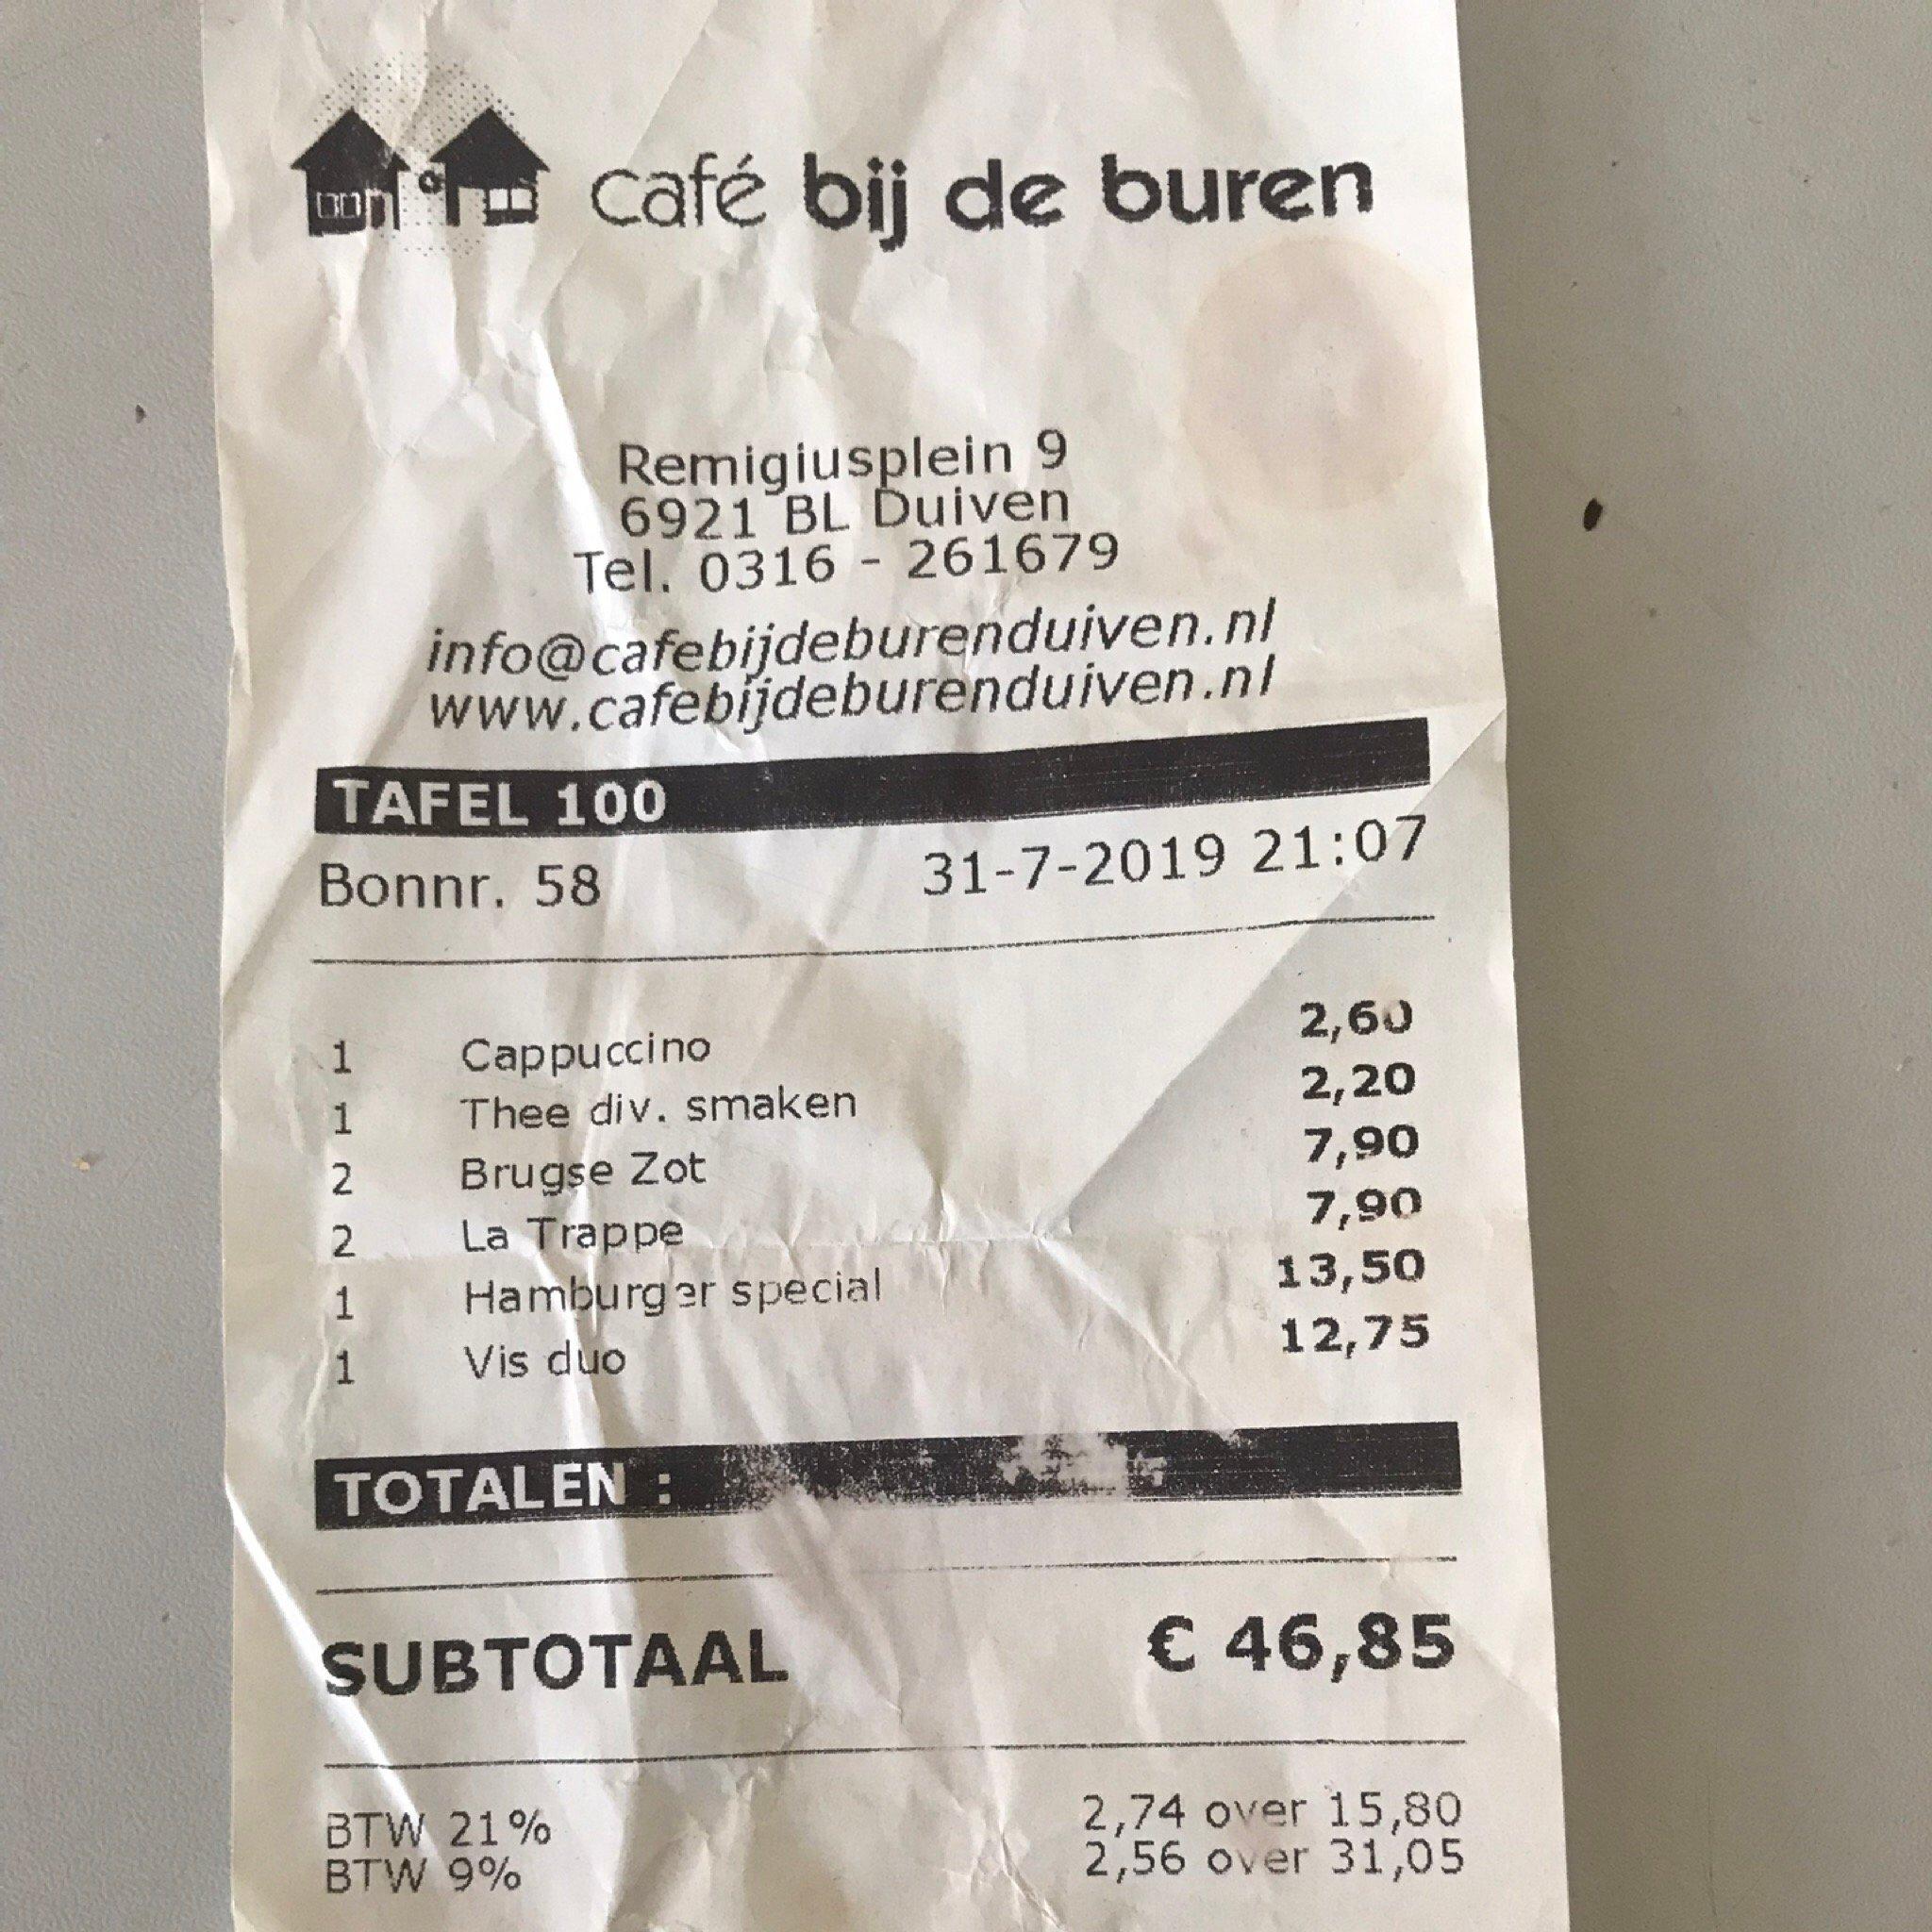 café bij de buren
Remigiusplein 9
6921 BL Duiven
Tel. 0316 - 261679
info@cafebijdeburenduiven.nl
www.cafebijdeburenduiven.nl
TAFEL 100
Bonnr. 58 31-7-2019 21:07
1 Cappuccino 2,60
1 Thee div. smaken 2,20
2 Brugse Zot 7,90
2 La Trappe 7,90
1 Hamburger special 13,50
1 Vis duo 12,75
TOTALEN :
SUBTOTAAL € 46,85
BTW 21% 2,74 over 15,80
BTW 9% 2,56 over 31,05